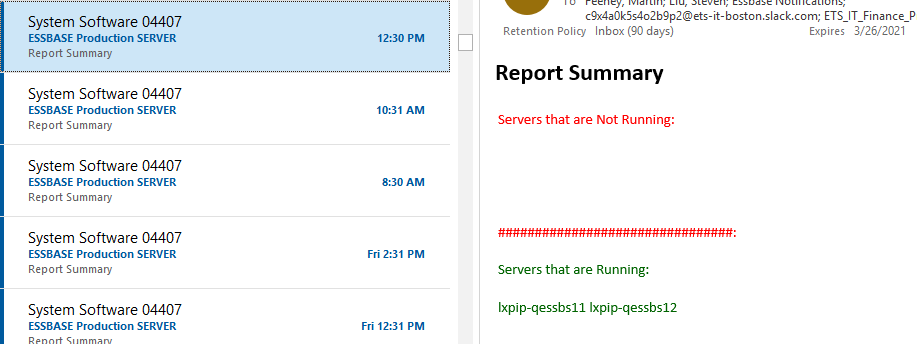 System Software 04407
ESSBASE Production SERVER 12:30 PM
Report Summary
System Software 04407
ESSBASE Production SERVER 10:31 AM
Report Summary
System Software 04407
ESSBASE Production SERVER 8:30 AM
Report Summary
System Software 04407
ESSBASE Production SERVER Fri 2:31 PM
Report Summary
System Software 04407
ESSBASE Production SERVER Fri 12:31 PM
Report Summary
To Feeney, Martin; Liu, Steven; Essbase Notifications;
c9x4a0k5s4o2b9p2@ets-it-boston.slack.com; ETS_IT_Finance_P
Retention Policy Inbox (90 days) Expires 3/26/2021
Report Summary
Servers that are Not Running:
################################:
Servers that are Running:
lxpip-qessbs11 lxpip-qessbs12